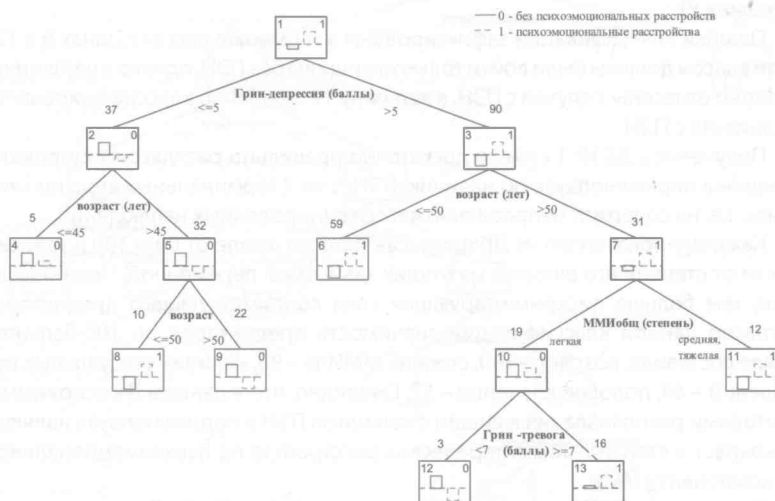 0 - без психоэмоциональных расстройств
1 - психоэмоциональные расстройства
1 1
Грин-депрессия (баллы)
37 <=5 >5 90
2 0 3 1
возраст (лет) возраст (лет)
5 <=45 >45 32 59 <=50 >50 31
4 0 5 0 6 1 7 1
возраст ММИобщ (степень)
10 <=50 >50 22 19 легкая средняя, тяжелая 12
8 1 9 0 10 0 11 1
Грин -тревога
3 <7 (баллы) >=7 16
12 0 13 1